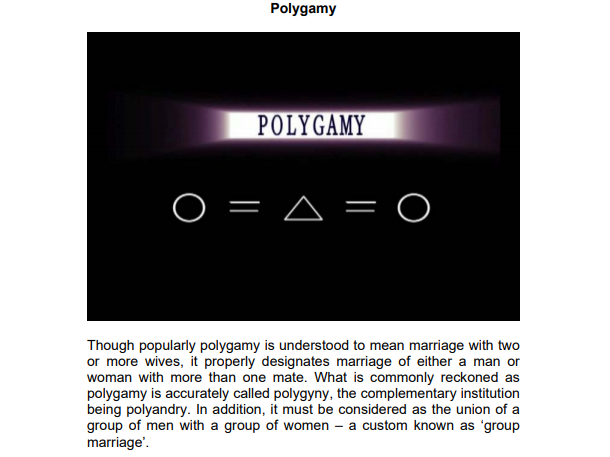 Polygamy
POLYGAMY
Though popularly polygamy is understood to mean marriage with two
or more wives, it properly designates marriage of either a man or
woman with more than one mate. What is commonly reckoned as
polygamy is accurately called polygyny, the complementary institution
being polyandry. In addition, it must be considered as the union of a
group of men with a group of women – a custom known as ‘group
marriage’.